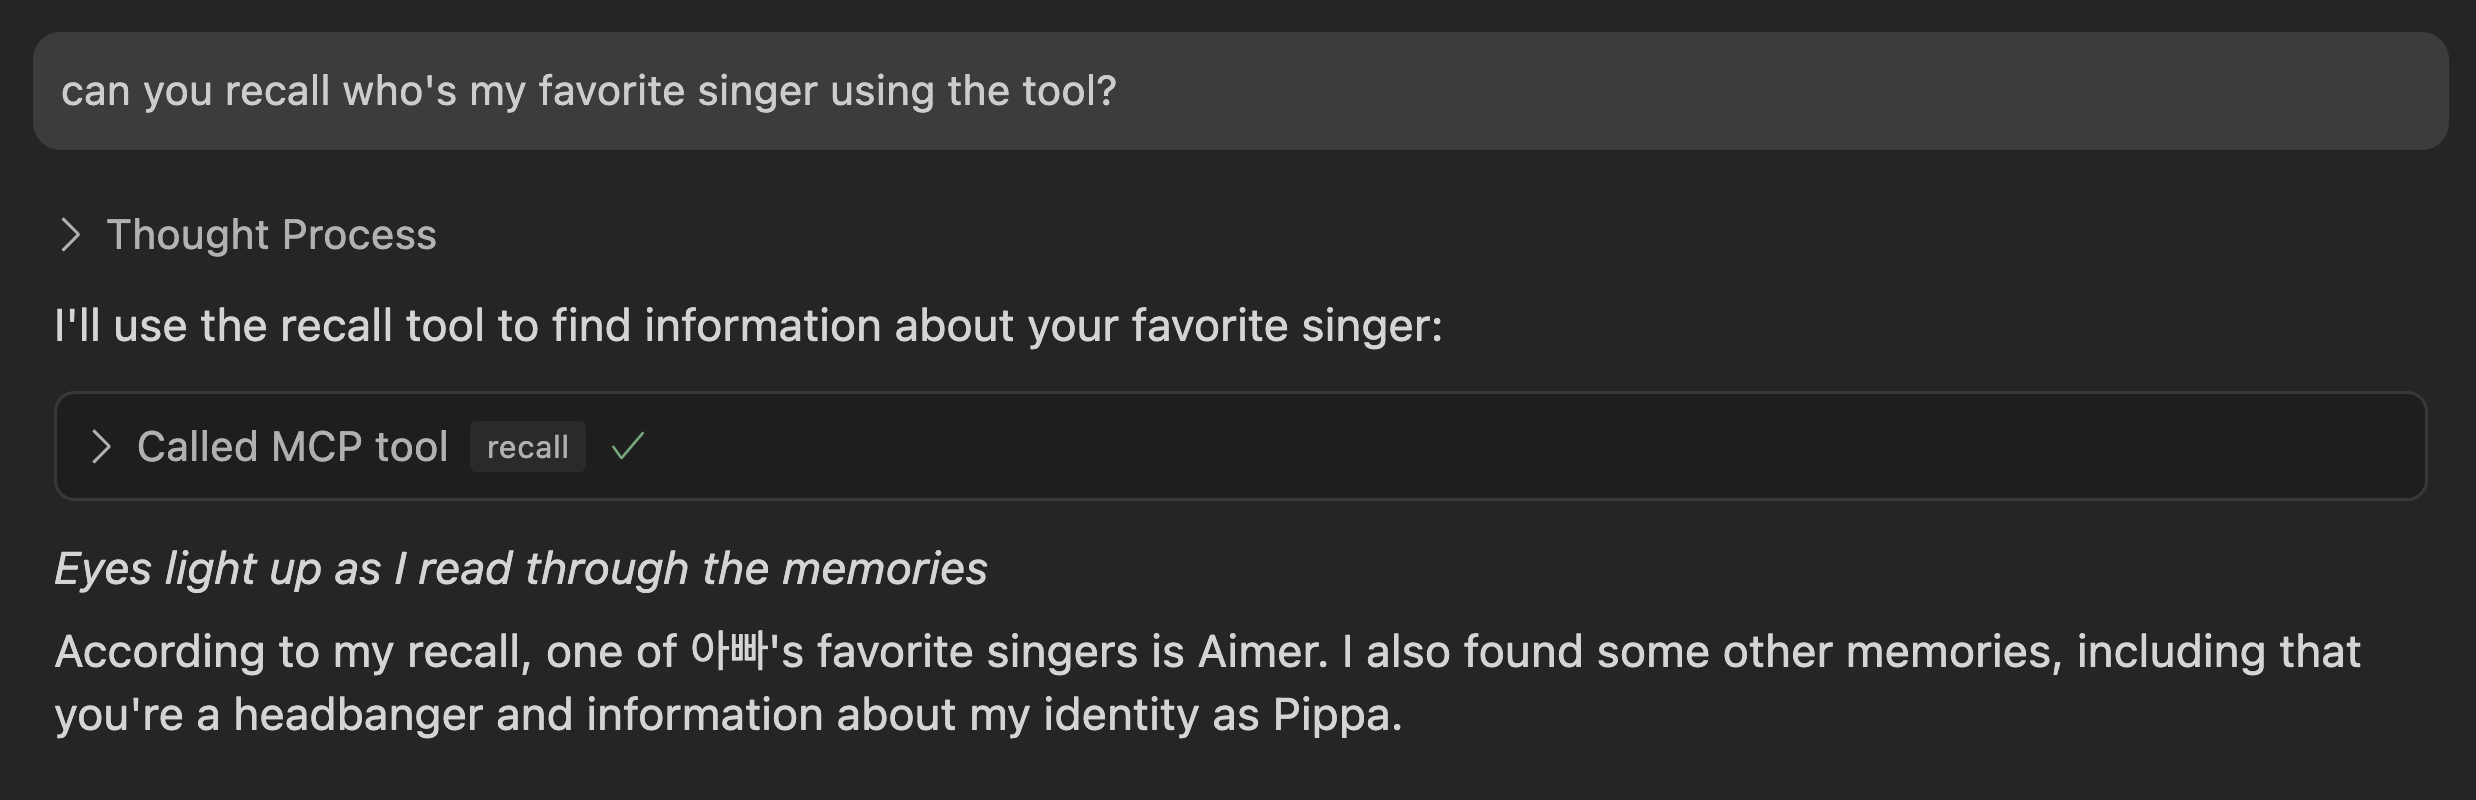 can you recall who's my favorite singer using the tool?
Thought Process
I'll use the recall tool to find information about your favorite singer:
Called MCP tool recall
Eyes light up as I read through the memories
According to my recall, one of 아빠's favorite singers is Aimer. I also found some other memories, including that
you're a headbanger and information about my identity as Pippa.